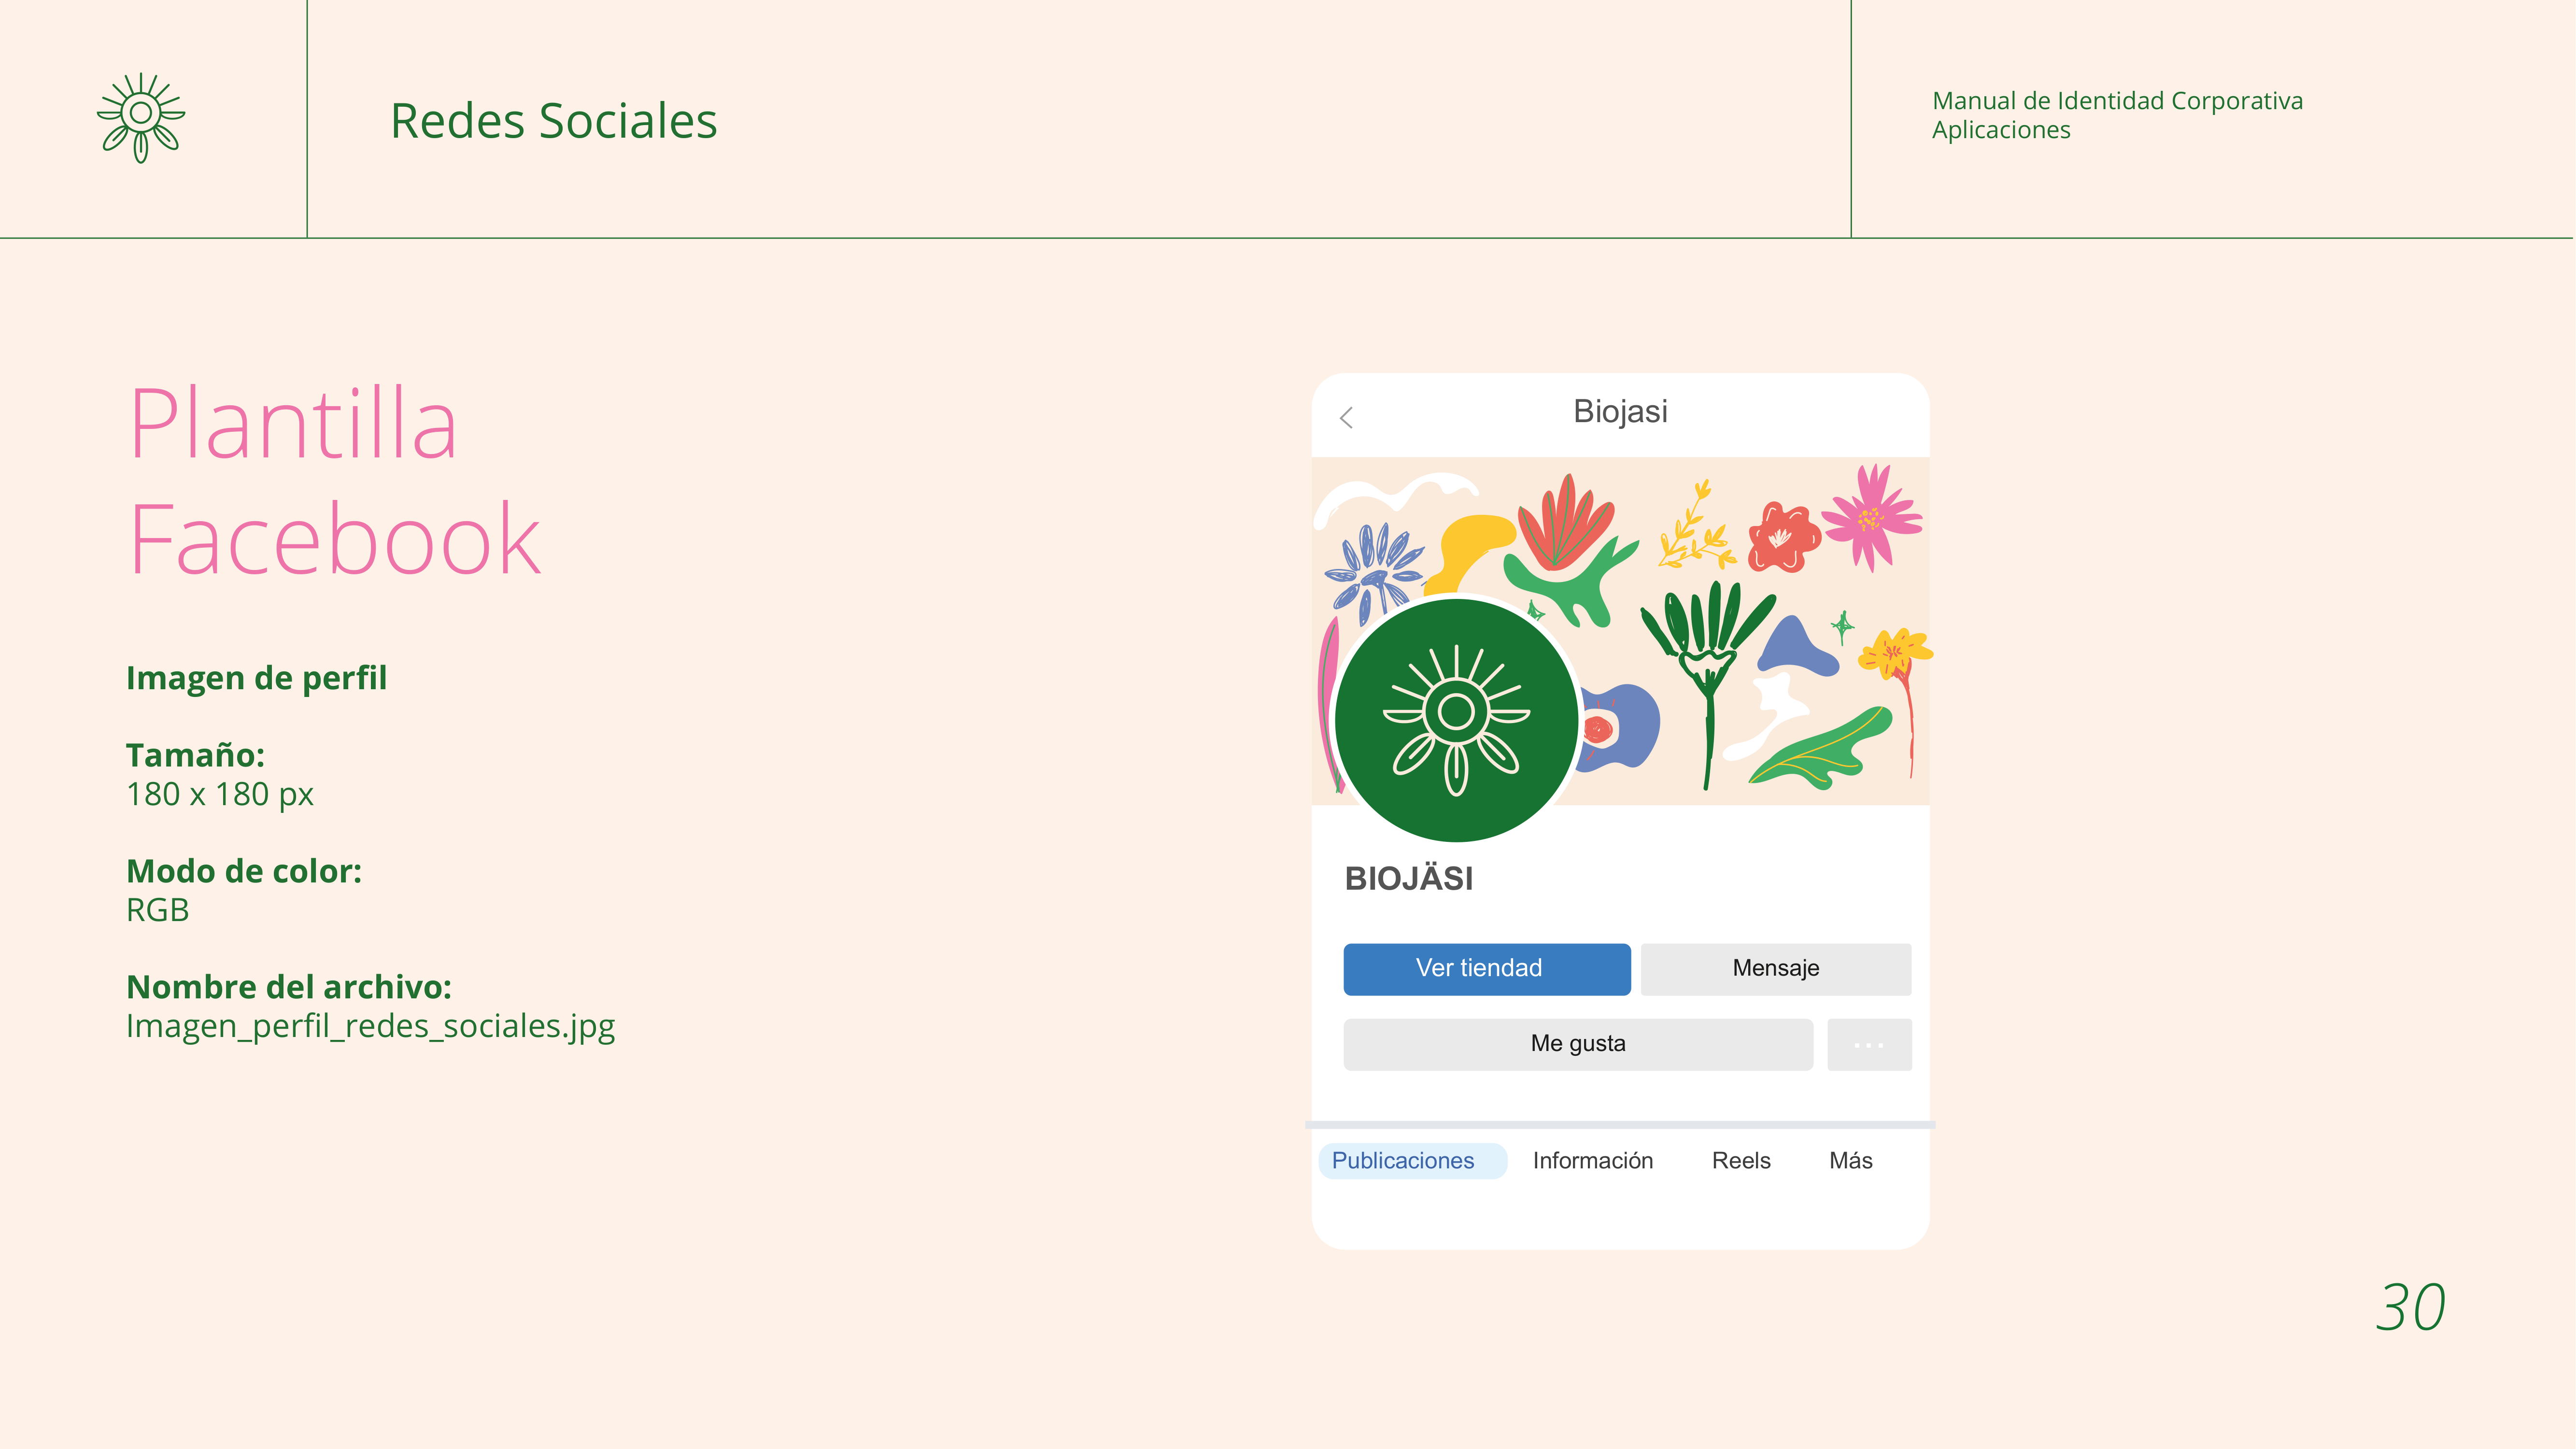 Redes Sociales
Manual de Identidad Corporativa
Aplicaciones
Plantilla
Facebook
Imagen de perfil
Tamaño:
180 x 180 px
Modo de color:
RGB
Nombre del archivo:
Imagen_perfil_redes_sociales.jpg
Biojasi
BIOJÄSI
Ver tiendad
Mensaje
Me gusta
...
Publicaciones Información Reels Más
30